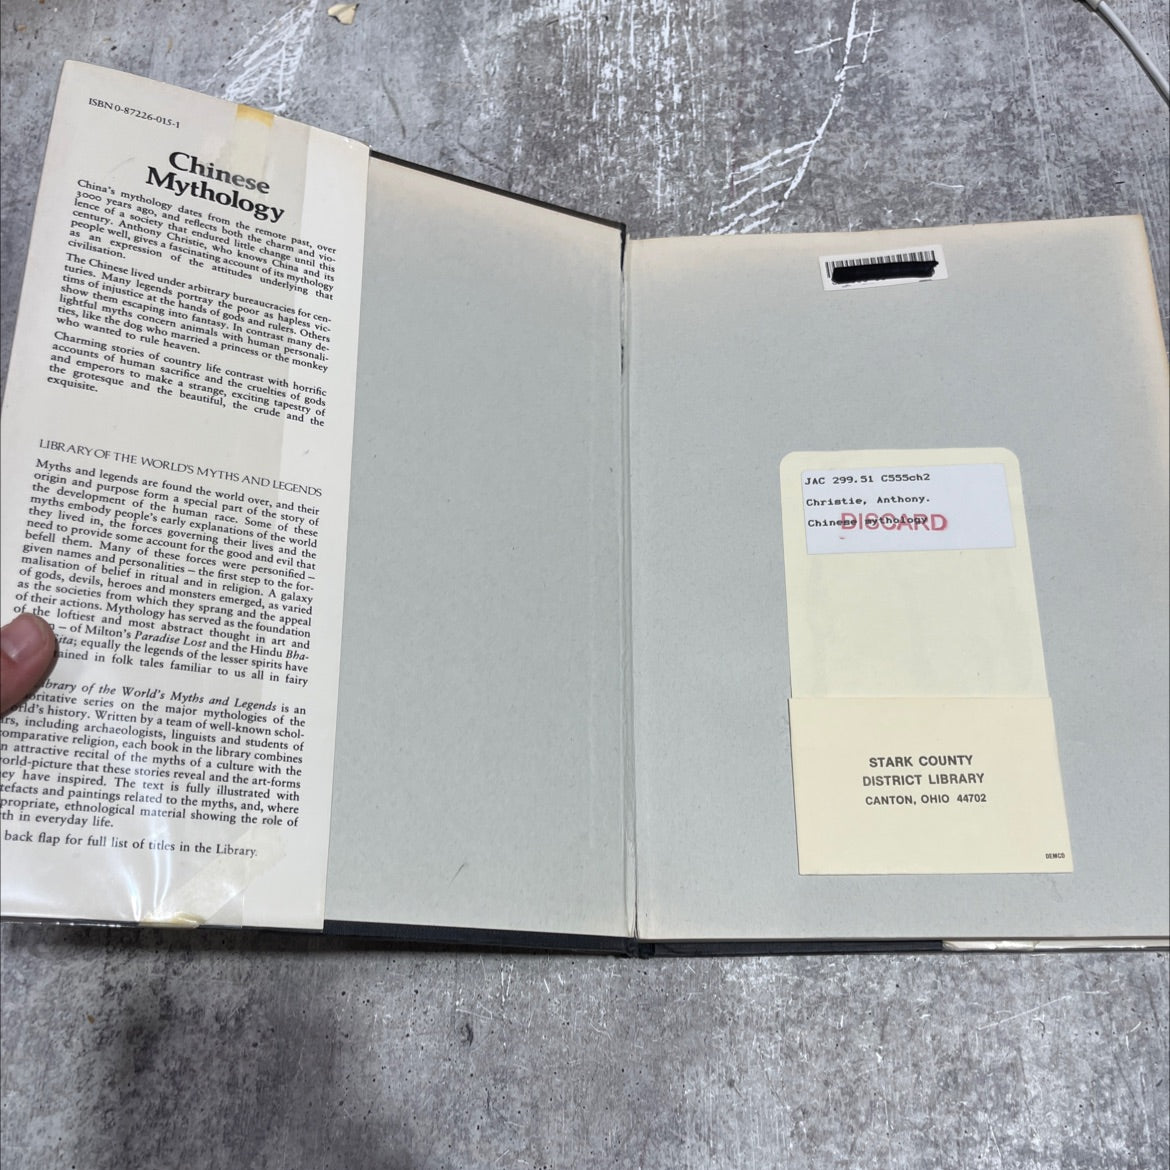 ISBN 0-87226-015-1
Chinese
Mythology
China's mythology dates from the remote past, over
3000 years ago, and reflects both the charm and vio-
lence of a society that endured little change until this
century. Anthony Christie, who knows China and its
people well, gives a fascinating account of its mythology
as an expression of the attitudes underlying that
civilisation.
The Chinese lived under arbitrary bureaucracies for cen-
turies. Many legends portray the poor as hapless vic-
tims of injustice at the hands of gods and rulers. Others
show them escaping into fantasy. In contrast many de-
lightful myths concern animals with human personali-
ties, like the dog who married a princess or the monkey
who wanted to rule heaven.
Charming stories of country life contrast with horrific
accounts of human sacrifice and the cruelties of gods
and emperors to make a strange, exciting tapestry of
the grotesque and the beautiful, the crude and the
exquisite.
LIBRARY OF THE WORLD'S MYTHS AND LEGENDS
Myths and legends are found the world over, and their
origin and purpose form a special part of the story of
the development of the human race. Some of these
myths embody people's early explanations of the world
they lived in, the forces governing their lives and the
need to provide some account for the good and evil that
befell them. Many of these forces were personified –
given names and personalities – the first step to the for-
malisation of belief in ritual and in religion. A galaxy
of gods, devils, heroes and monsters emerged, as varied
as the societies from which they sprang and the appeal
of their actions. Mythology has served as the foundation
of the loftiest and most abstract thought in art and
– of Milton's Paradise Lost and the Hindu Bha-
ita; equally the legends of the lesser spirits have
ained in folk tales familiar to us all in fairy
ibrary of the World's Myths and Legends is an
oritative series on the major mythologies of the
orld's history. Written by a team of well-known schol-
rs, including archaeologists, linguists and students of
omparative religion, each book in the library combines
n attractive recital of the myths of a culture with the
orld-picture that these stories reveal and the art-forms
ey have inspired. The text is fully illustrated with
tefacts and paintings related to the myths, and, where
propriate, ethnological material showing the role of
th in everyday life.
back flap for full list of titles in the Library.
JAC 299.51 C555ch2
Christie, Anthony.
Chinese mythology
DISCARD
STARK COUNTY
DISTRICT LIBRARY
CANTON, OHIO 44702
DEMCO